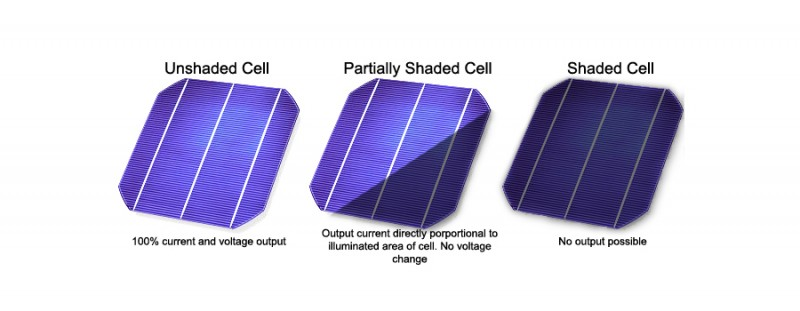 Unshaded Cell
Partially Shaded Cell
Shaded Cell
100% current and voltage output
Output current directly porportional to
illuminated area of cell. No voltage
change
No output possible